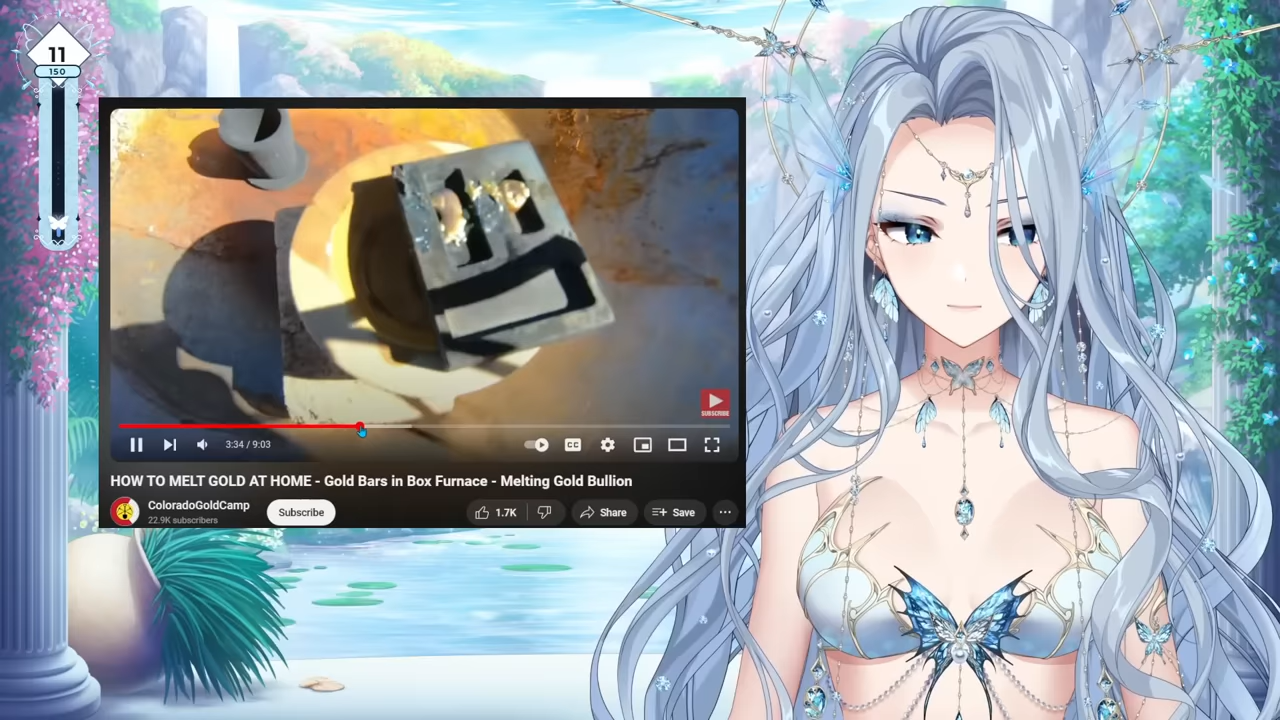 11
150
SUBSCRIBE
3:34 / 9:03
CC
HOW TO MELT GOLD AT HOME - Gold Bars in Box Furnace - Melting Gold Bullion
ColoradoGoldCamp
22.9K subscribers
Subscribe
1.7K
Share
Save